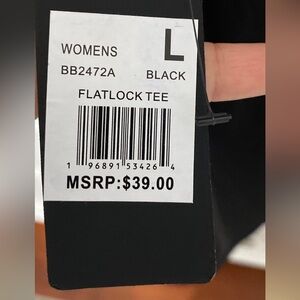 WOMENS L
BB2472A BLACK
FLATLOCK TEE
1 96891 53426 4
MSRP:$39.00